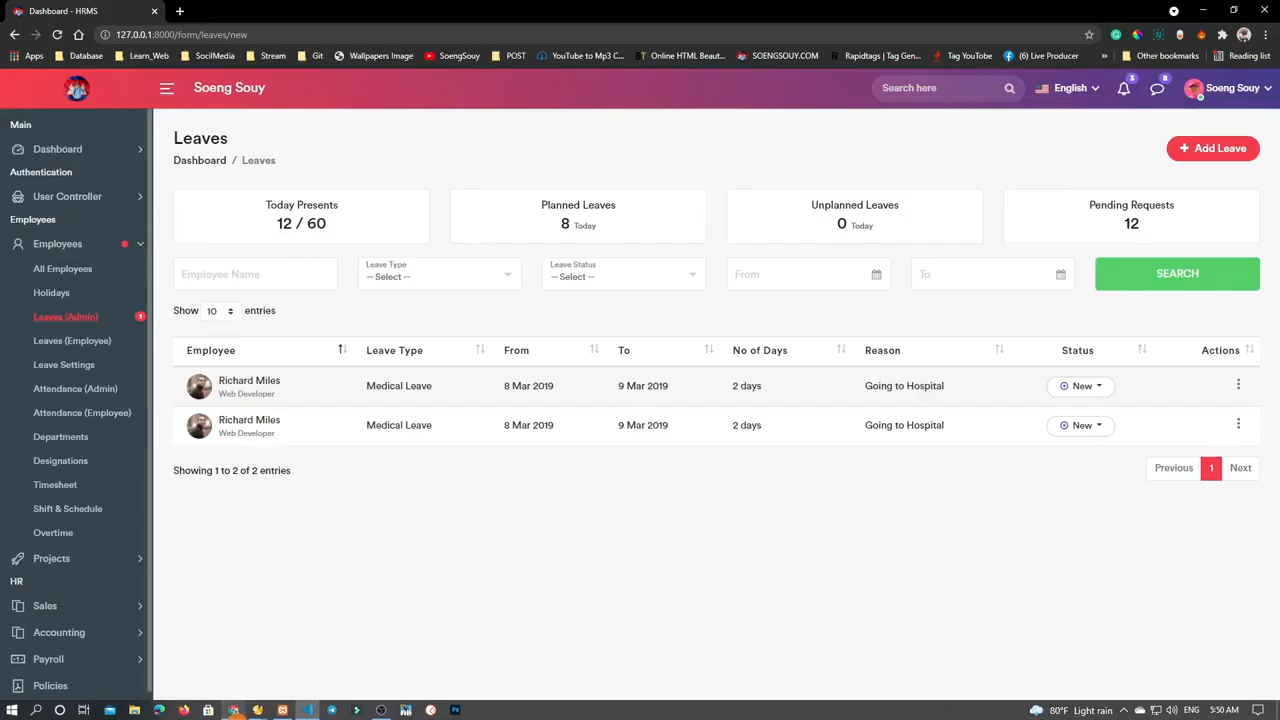 Dashboard - HRMS
127.0.0.1:8000/form/leaves/new
Apps Database Learn_Web SocilMedia Stream Git Wallpapers Image SoengSouy POST YouTube to Mp3 C... Online HTML Beaut... SOENGSOUY.COM Rapidtags | Tag Gen... Tag YouTube (6) Live Producer » Other bookmarks Reading list
Soeng Souy
Search here
English
3
8
Soeng Souy
Main
Dashboard
Authentication
User Controller
Employees
Employees
All Employees
Holidays
Leaves (Admin) 1
Leaves (Employee)
Leave Settings
Attendance (Admin)
Attendance (Employee)
Departments
Designations
Timesheet
Shift & Schedule
Overtime
Projects
HR
Sales
Accounting
Payroll
Policies
Leaves
Dashboard / Leaves
+ Add Leave
Today Presents
12 / 60
Planned Leaves
8 Today
Unplanned Leaves
0 Today
Pending Requests
12
Employee Name
Leave Type
-- Select --
Leave Status
-- Select --
From
To
SEARCH
Show 10 entries
Employee Leave Type From To No of Days Reason Status Actions
Richard Miles Medical Leave 8 Mar 2019 9 Mar 2019 2 days Going to Hospital New
Web Developer
Richard Miles Medical Leave 8 Mar 2019 9 Mar 2019 2 days Going to Hospital New
Web Developer
Showing 1 to 2 of 2 entries
Previous 1 Next
80°F Light rain ENG 5:50 AM